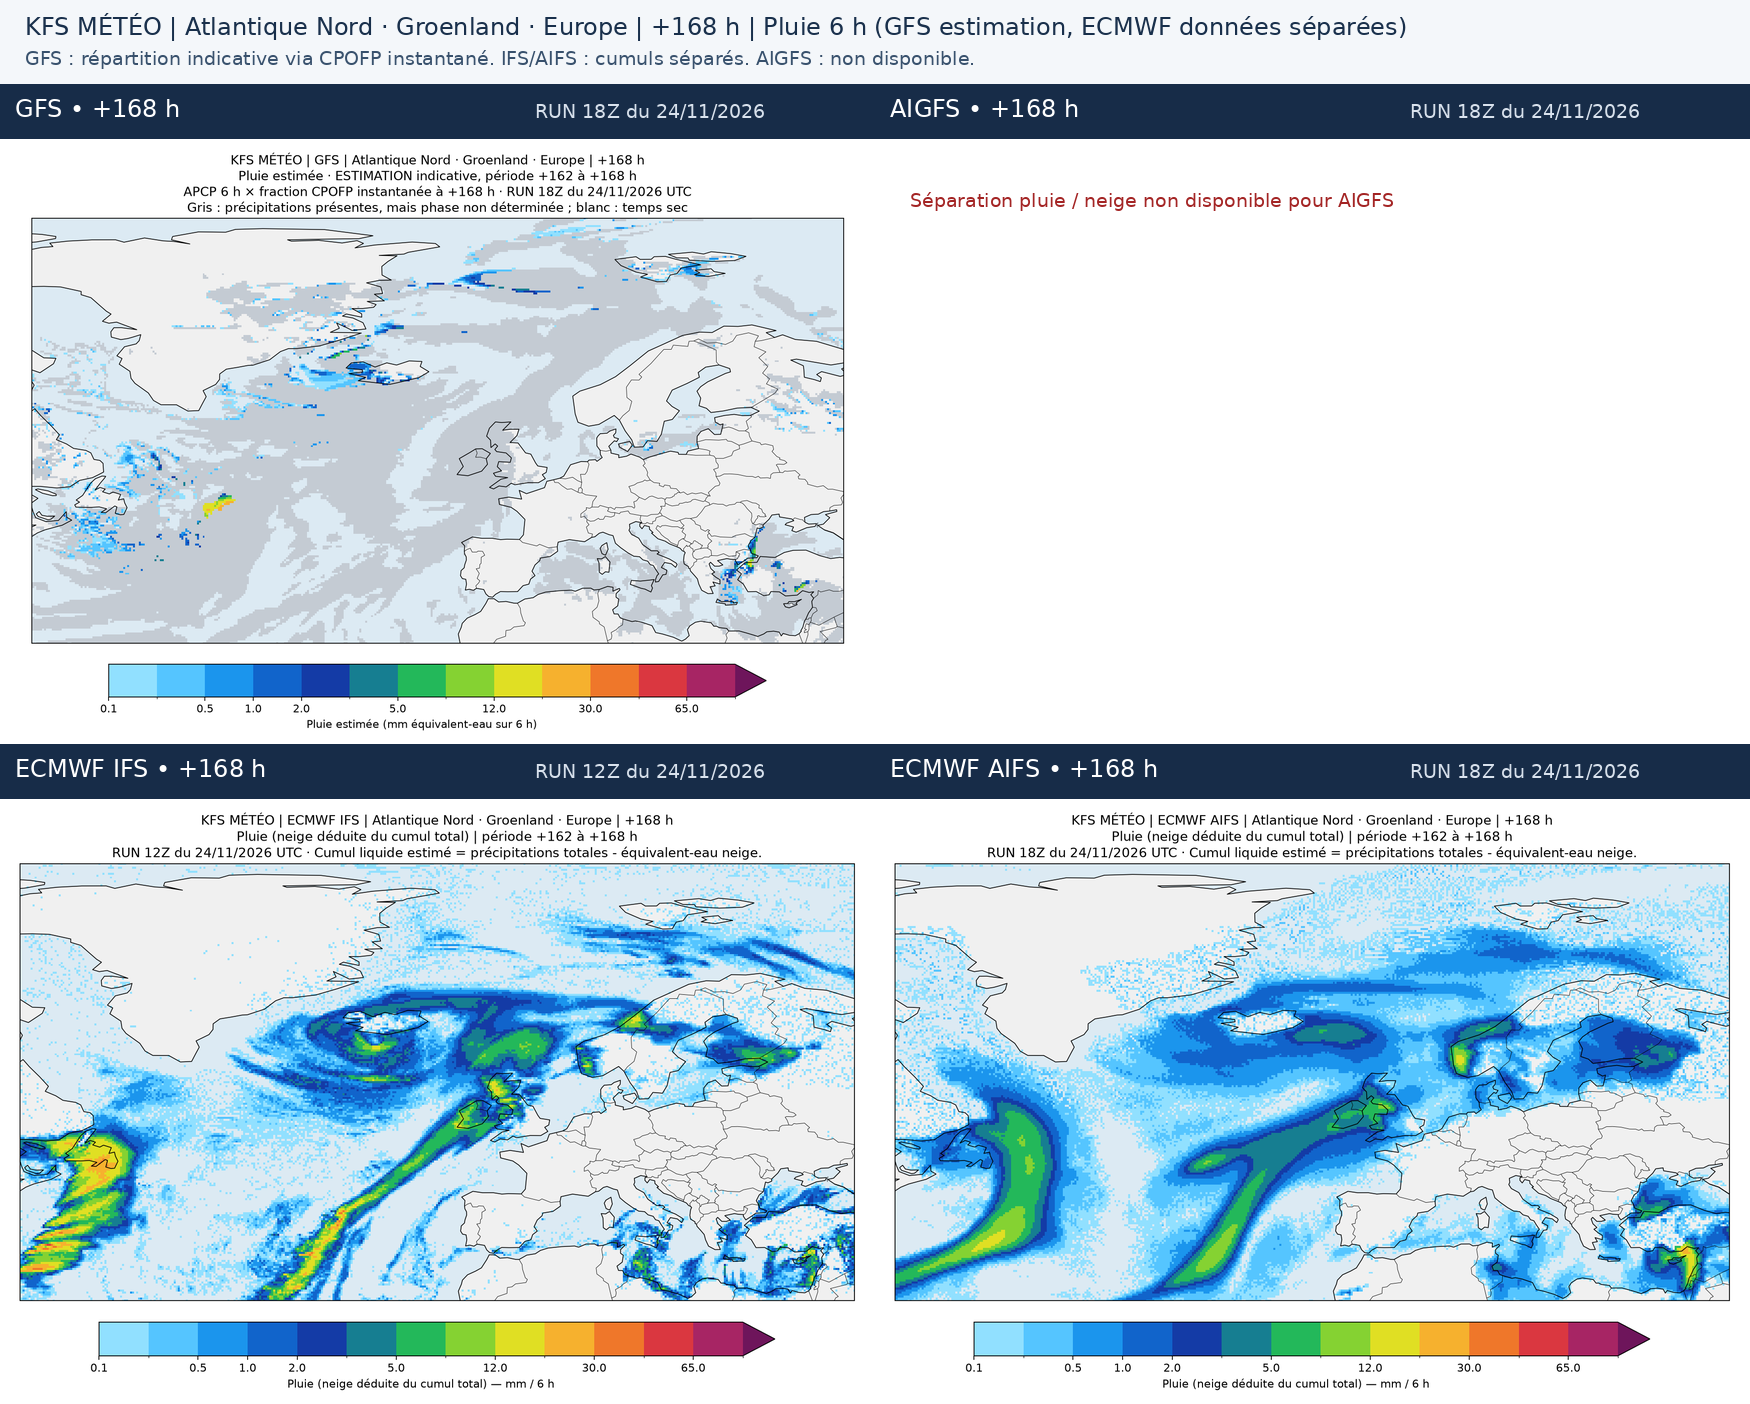 KFS MÉTÉO | Atlantique Nord · Groenland · Europe | +168 h | Pluie 6 h (GFS estimation, ECMWF données séparées)
GFS : répartition indicative via CPOFP instantané. IFS/AIFS : cumuls séparés. AIGFS : non disponible.
GFS • +168 h
RUN 18Z du 24/11/2026
AIGFS • +168 h
RUN 18Z du 24/11/2026
KFS MÉTÉO | GFS | Atlantique Nord · Groenland · Europe | +168 h
Pluie estimée · ESTIMATION indicative, période +162 à +168 h
APCP 6 h × fraction CPOFP instantanée à +168 h · RUN 18Z du 24/11/2026 UTC
Gris : précipitations présentes, mais phase non déterminée ; blanc : temps sec
Séparation pluie / neige non disponible pour AIGFS
0.1 0.5 1.0 2.0 5.0 12.0 30.0 65.0
Pluie estimée (mm équivalent-eau sur 6 h)
ECMWF IFS • +168 h
RUN 12Z du 24/11/2026
ECMWF AIFS • +168 h
RUN 18Z du 24/11/2026
KFS MÉTÉO | ECMWF IFS | Atlantique Nord · Groenland · Europe | +168 h
Pluie (neige déduite du cumul total) | période +162 à +168 h
RUN 12Z du 24/11/2026 UTC · Cumul liquide estimé = précipitations totales - équivalent-eau neige.
KFS MÉTÉO | ECMWF AIFS | Atlantique Nord · Groenland · Europe | +168 h
Pluie (neige déduite du cumul total) | période +162 à +168 h
RUN 18Z du 24/11/2026 UTC · Cumul liquide estimé = précipitations totales - équivalent-eau neige.
0.1 0.5 1.0 2.0 5.0 12.0 30.0 65.0
Pluie (neige déduite du cumul total) — mm / 6 h
0.1 0.5 1.0 2.0 5.0 12.0 30.0 65.0
Pluie (neige déduite du cumul total) — mm / 6 h